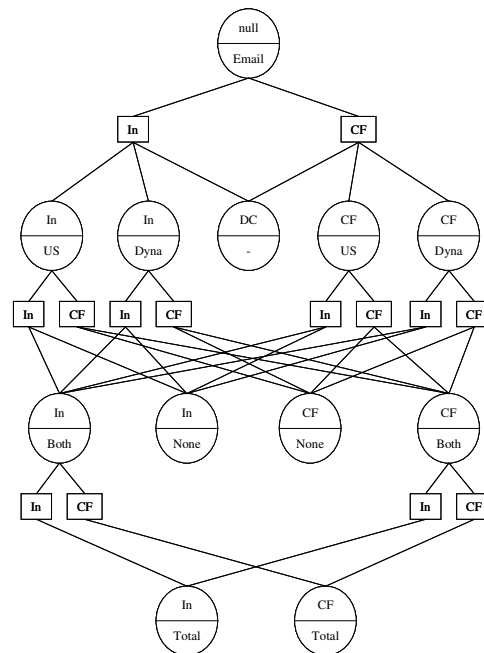 null
Email
In CF
In In DC CF CF
US Dyna - US Dyna
In CF In CF In CF In CF
In In CF CF
Both None None Both
In CF In CF
In CF
Total Total